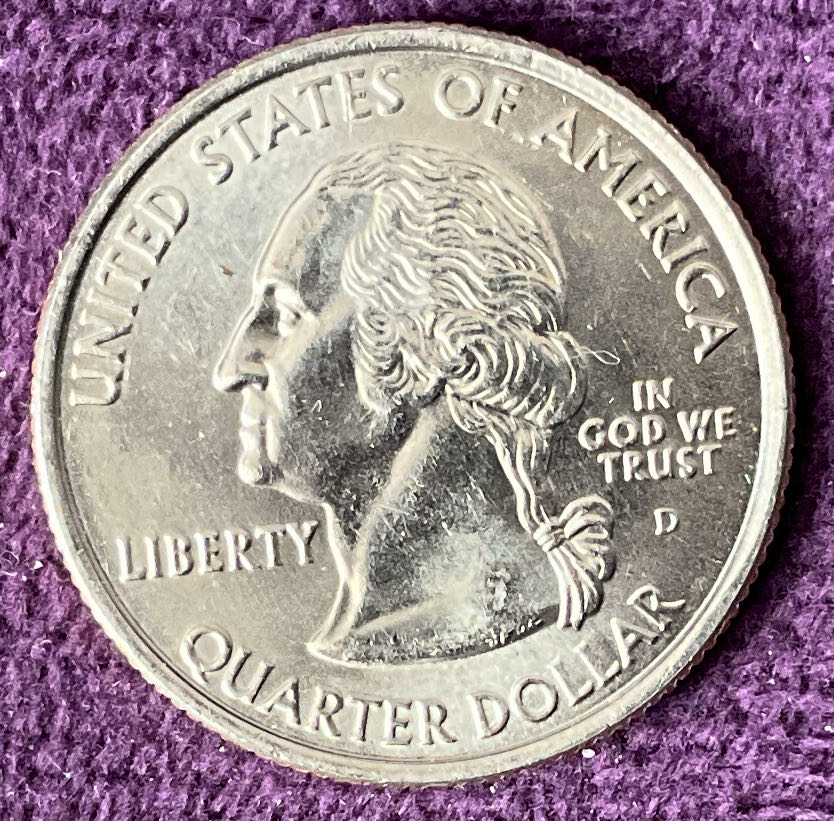 UNITED STATES OF AMERICA
IN
GOD WE
TRUST
D
LIBERTY
QUARTER DOLLAR